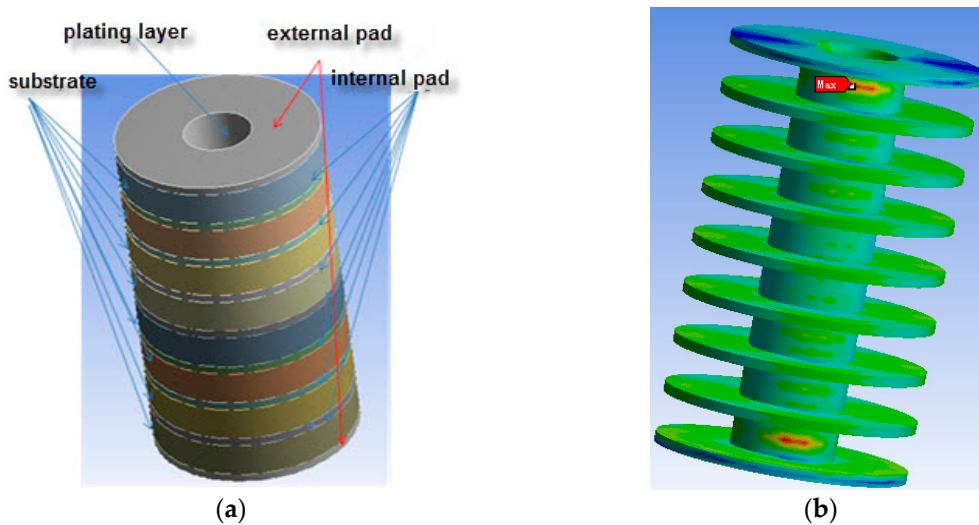 plating layer
external pad
substrate
internal pad
Max
(a)
(b)